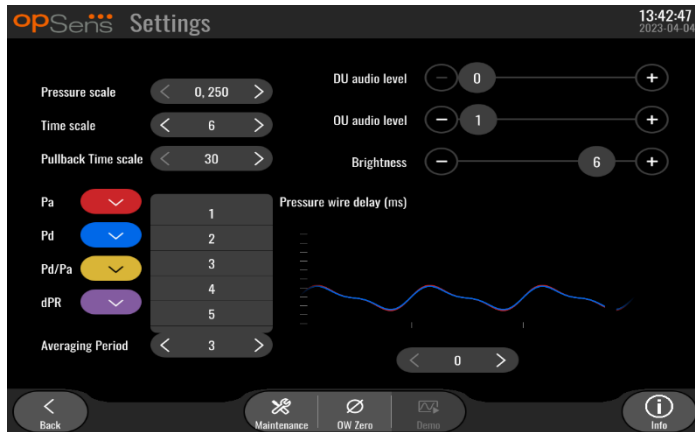 opSens Settings
13:42:47
2023-04-04
Pressure scale 0, 250
Time scale 6
Pullback Time scale 30
DU audio level 0
OU audio level 1
Brightness 6
Pa
Pd
Pd/Pa
dPR
1
2
3
4
5
Averaging Period 3
Pressure wire delay (ms)
0
Back
Maintenance
OW Zero
Demo
Info